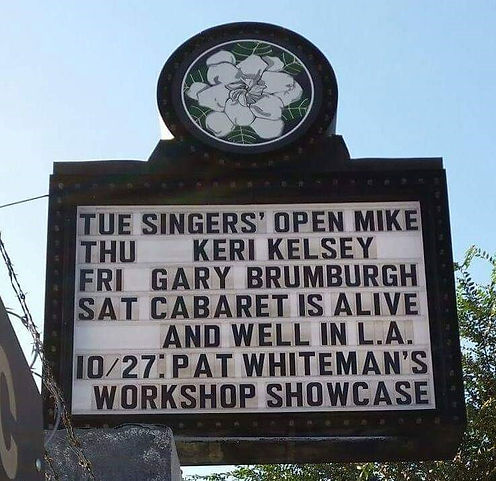 TUE SINGERS' OPEN MIKE
THU KERI KELSEY
FRI GARY BRUMBURGH
SAT CABARET IS ALIVE
AND WELL IN L.A.
10/27: PAT WHITEMAN'S
WORKSHOP SHOWCASE